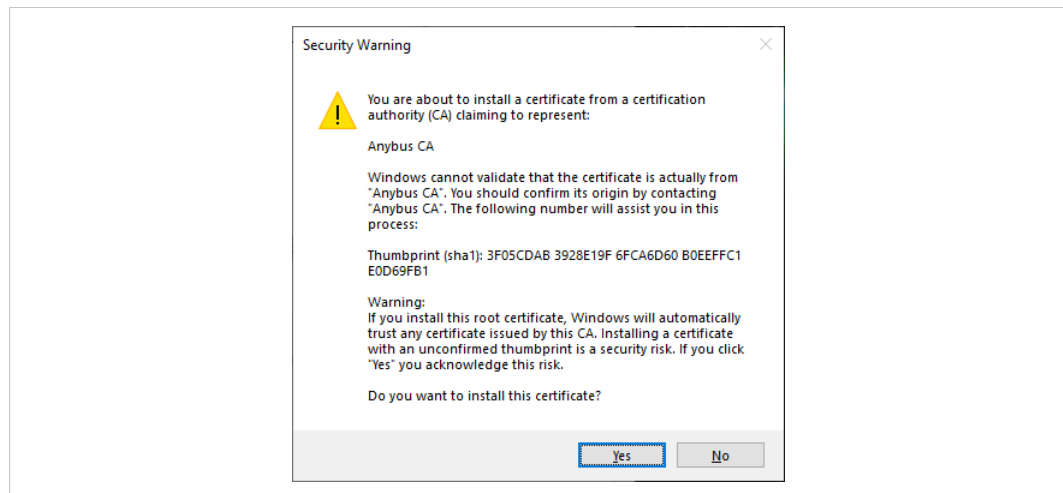 Security Warning
You are about to install a certificate from a certification
authority (CA) claiming to represent:
Anybus CA
Windows cannot validate that the certificate is actually from
"Anybus CA". You should confirm its origin by contacting
"Anybus CA". The following number will assist you in this
process:
Thumbprint (sha1): 3F05CDAB 3928E19F 6FCA6D60 B0EEFFC1
E0D69FB1
Warning:
If you install this root certificate, Windows will automatically
trust any certificate issued by this CA. Installing a certificate
with an unconfirmed thumbprint is a security risk. If you click
"Yes" you acknowledge this risk.
Do you want to install this certificate?
Yes
No